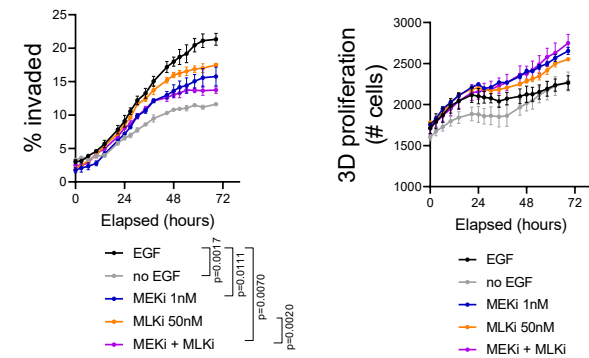 25
20
15
10
5
0
% invaded
0 24 48 72
Elapsed (hours)
EGF
no EGF
MEKi 1nM
MLKi 50nM
MEKi + MLKi
p=0.0017
p=0.0111
p=0.0070
p=0.0020
3000
2500
2000
1500
1000
3D proliferation
(# cells)
0 24 48 72
Elapsed (hours)
EGF
no EGF
MEKi 1nM
MLKi 50nM
MEKi + MLKi